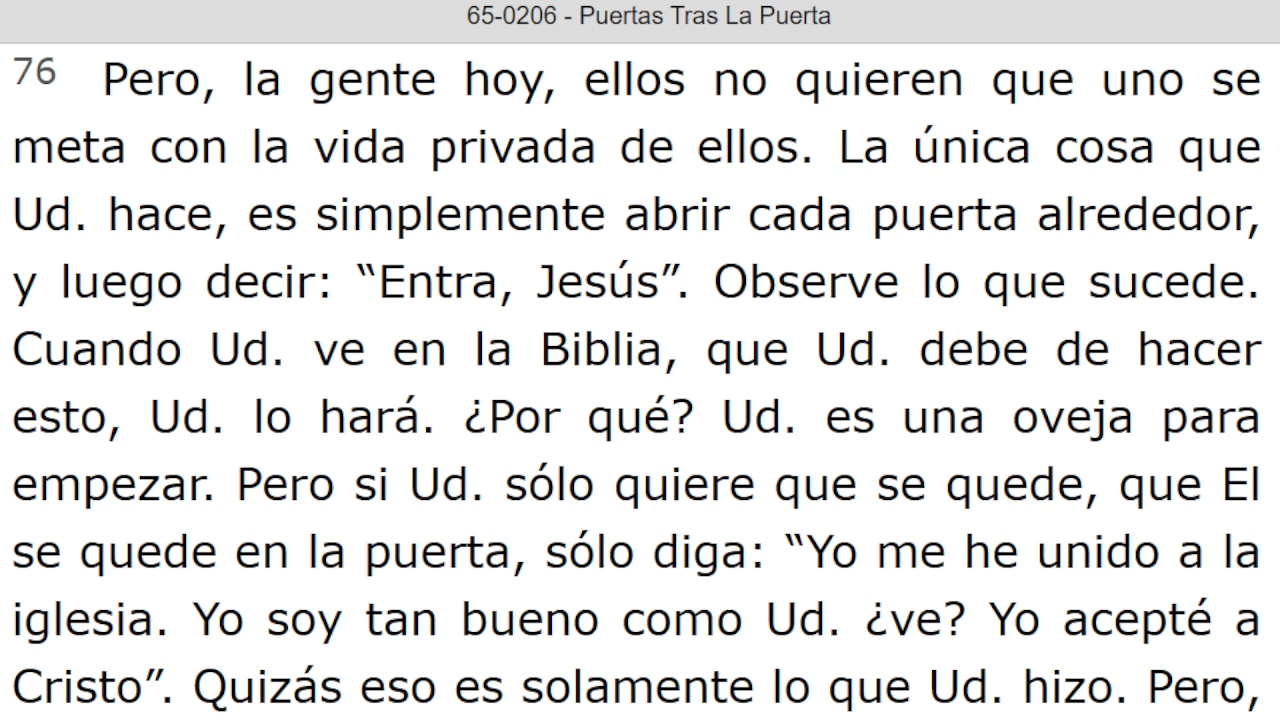 65-0206 - Puertas Tras La Puerta
76 Pero, la gente hoy, ellos no quieren que uno se
meta con la vida privada de ellos. La única cosa que
Ud. hace, es simplemente abrir cada puerta alrededor,
y luego decir: “Entra, Jesús”. Observe lo que sucede.
Cuando Ud. ve en la Biblia, que Ud. debe de hacer
esto, Ud. lo hará. ¿Por qué? Ud. es una oveja para
empezar. Pero si Ud. sólo quiere que se quede, que El
se quede en la puerta, sólo diga: “Yo me he unido a la
iglesia. Yo soy tan bueno como Ud. ¿ve? Yo acepté a
Cristo”. Quizás eso es solamente lo que Ud. hizo. Pero,